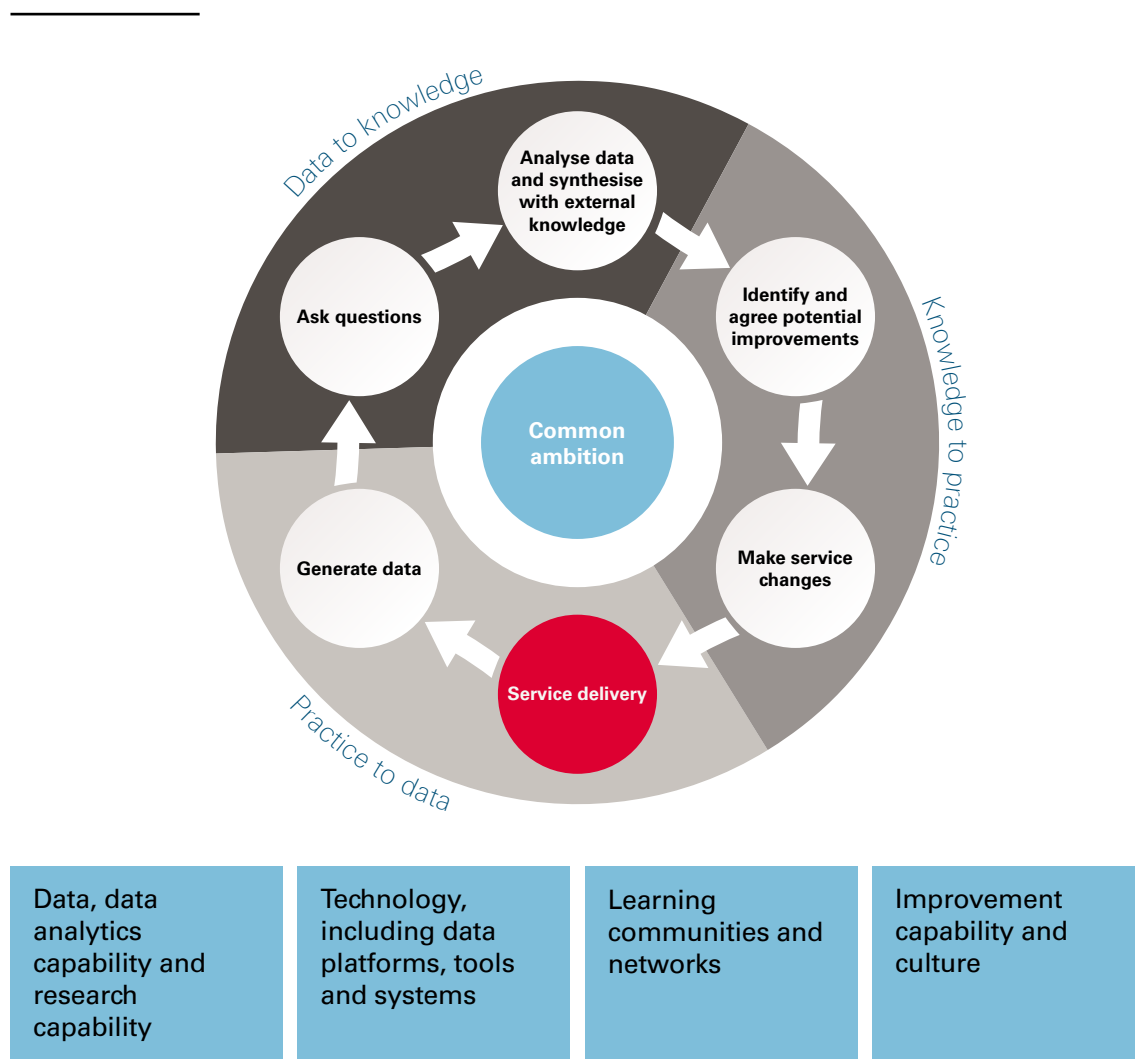 Data to knowledge
Analyse data
and synthesise
with external
knowledge
Ask questions
Identify and
agree potential
improvements
Knowledge to practice
Common
ambition
Generate data
Make service
changes
Service delivery
Practice to data
Data, data
analytics
capability and
research
capability
Technology,
including data
platforms, tools
and systems
Learning
communities and
networks
Improvement
capability and
culture